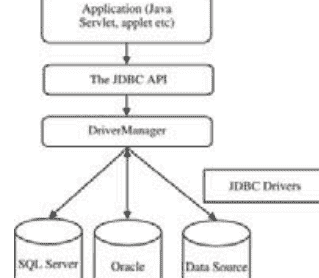 Application (Java
Servlet, applet etc)
The JDBC API
DriverManager
JDBC Drivers
SQL Server
Oracle
Data Source